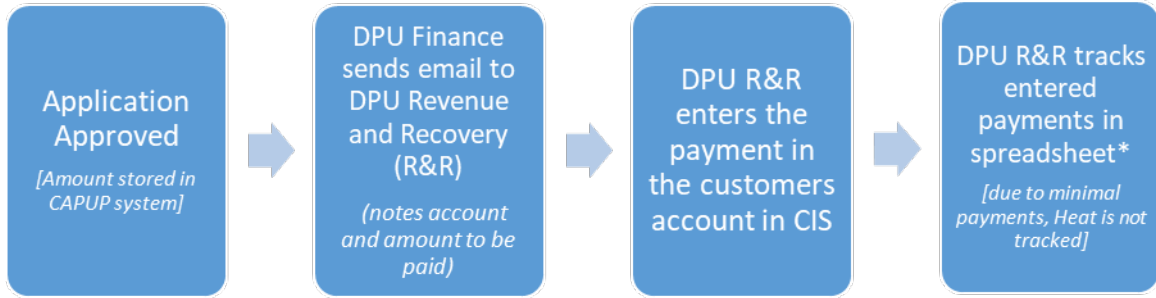 Application
Approved
[Amount stored in
CAPUP system]
DPU Finance
sends email to
DPU Revenue
and Recovery
(R&R)
(notes account
and amount to be
paid)
DPU R&R
enters the
payment in
the customers
account in CIS
DPU R&R tracks
entered
payments in
spreadsheet*
[due to minimal
payments, Heat is not
tracked]